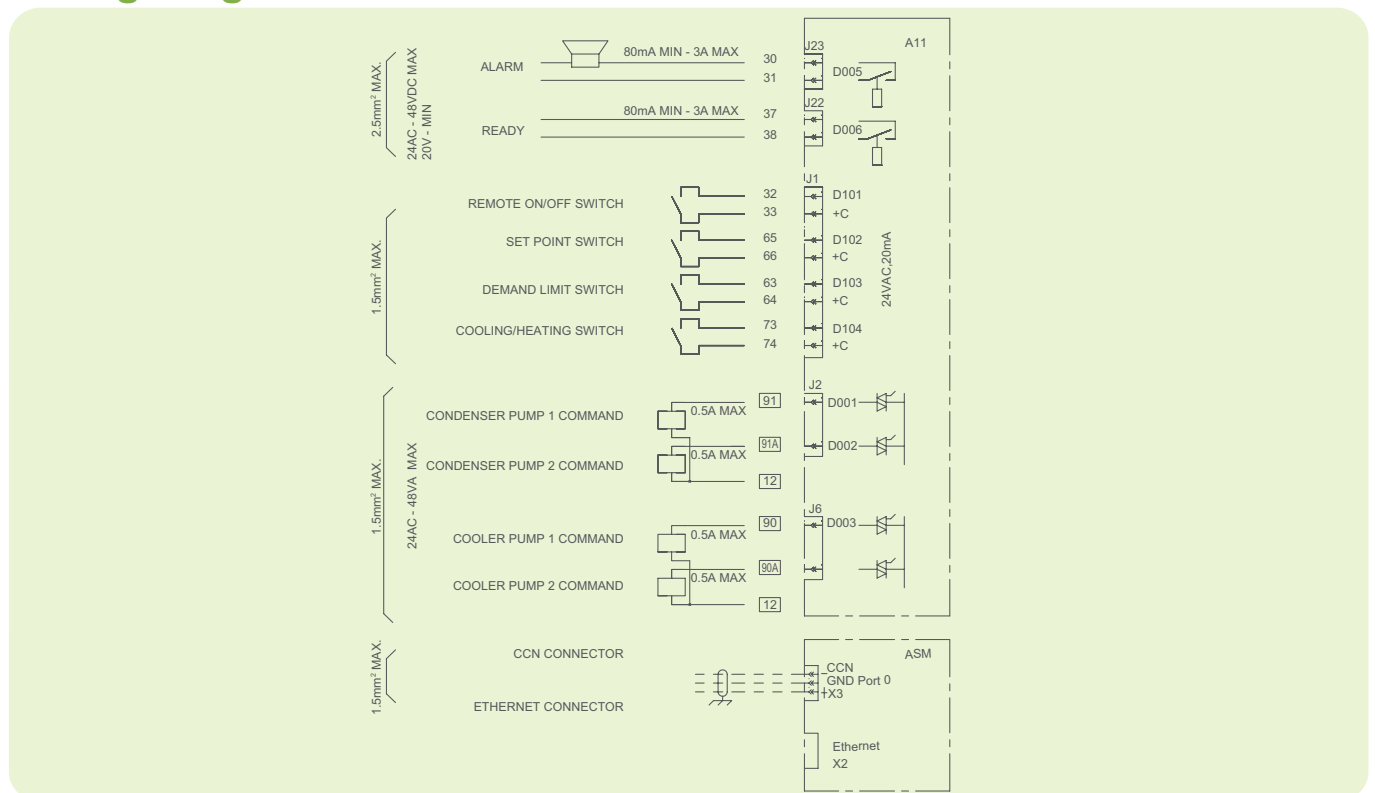 A11
J23
80mA MIN - 3A MAX
30
ALARM
31
D005
J22
80mA MIN - 3A MAX
37
READY
38
D006
2.5mm² MAX.
24AC - 48VDC MAX
20V - MIN
J1
32
D101
REMOTE ON/OFF SWITCH
33
+C
65
D102
SET POINT SWITCH
66
+C
63
D103
DEMAND LIMIT SWITCH
64
+C
73
D104
COOLING/HEATING SWITCH
74
+C
1.5mm² MAX.
24VAC,20mA
J2
91
D001
0.5A MAX
CONDENSER PUMP 1 COMMAND
91A
D002
0.5A MAX
CONDENSER PUMP 2 COMMAND
12
J6
90
D003
0.5A MAX
COOLER PUMP 1 COMMAND
90A
0.5A MAX
COOLER PUMP 2 COMMAND
12
1.5mm² MAX.
24AC - 48VA MAX
ASM
CCN CONNECTOR
CCN
GND Port 0
+X3
ETHERNET CONNECTOR
1.5mm² MAX.
Ethernet
X2